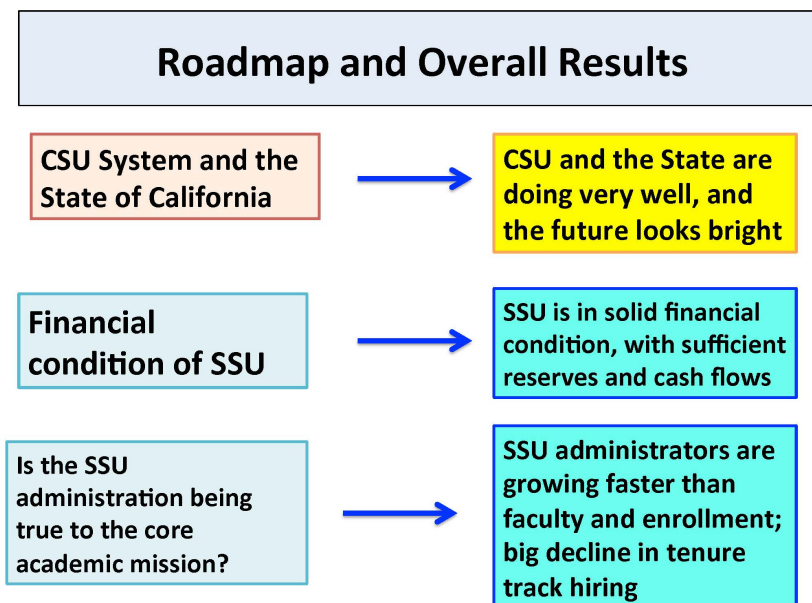 Roadmap and Overall Results
CSU System and the
State of California
CSU and the State are
doing very well, and
the future looks bright
Financial
condition of SSU
SSU is in solid financial
condition, with sufficient
reserves and cash flows
Is the SSU
administration being
true to the core
academic mission?
SSU administrators are
growing faster than
faculty and enrollment;
big decline in tenure
track hiring